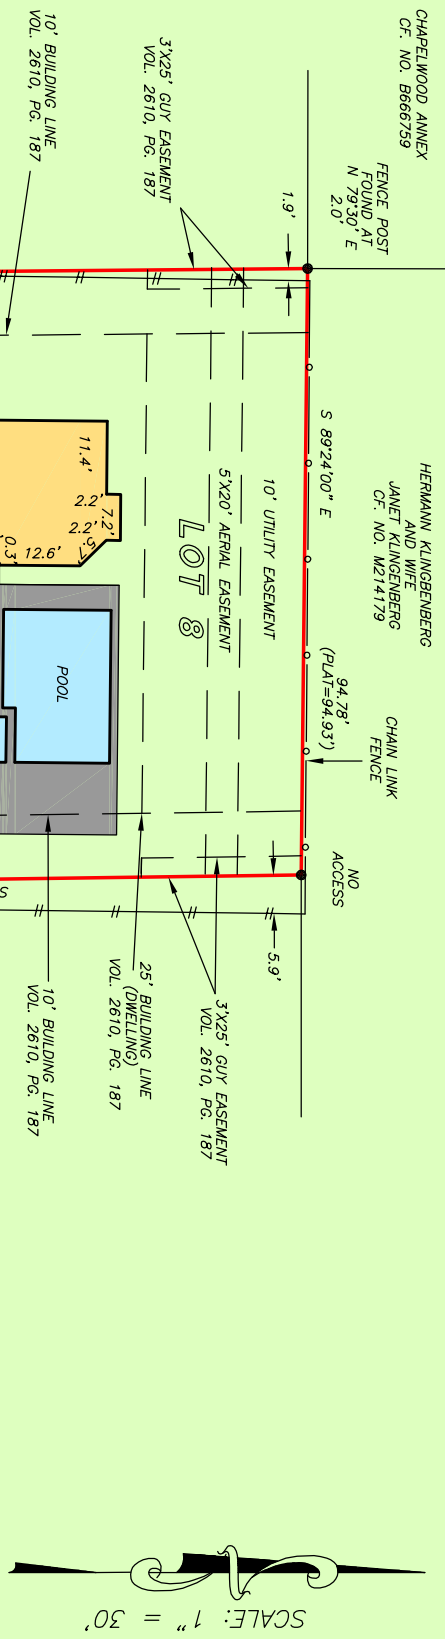 CHAPELWOOD ANNEX
CF. NO. B666759
FENCE POST
FOUND AT
N 79°30' E
2.0'
1.9'
3'X25' GUY EASEMENT
VOL. 2610, PG. 187
10' BUILDING LINE
VOL. 2610, PG. 187
HERMANN KLINGBENBERG
AND WIFE
JANET KLINGENBERG
CF. NO. M214179
S 89°24'00" E
94.78'
(PLAT=94.93')
CHAIN LINK
FENCE
NO
ACCESS
10' UTILITY EASEMENT
5'X20' AERIAL EASEMENT
LOT 8
11.4'
2.2'
7.2'
2.2'
5.7'
12.6'
0.3'
POOL
5.9'
S
3'X25' GUY EASEMENT
VOL. 2610, PG. 187
25' BUILDING LINE
(DWELLING)
VOL. 2610, PG. 187
10' BUILDING LINE
VOL. 2610, PG. 187
SCALE: 1" = 30'